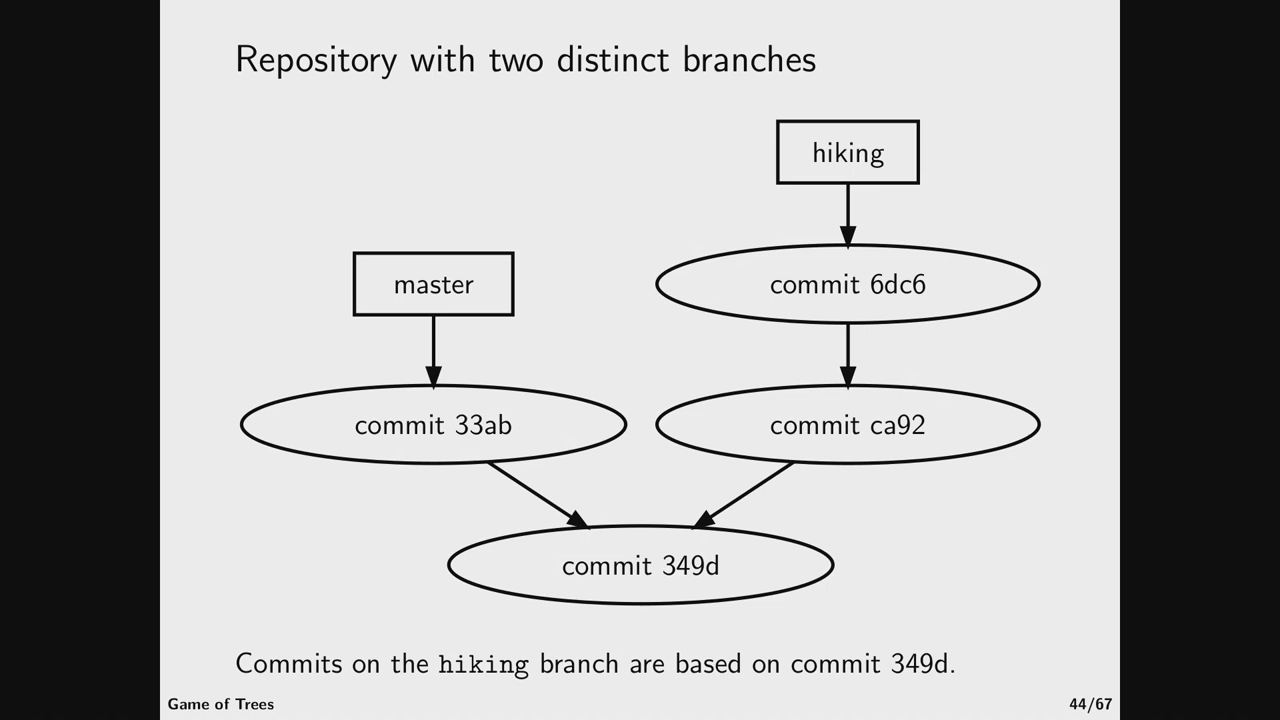 Repository with two distinct branches
hiking
master
commit 6dc6
commit 33ab
commit ca92
commit 349d
Commits on the hiking branch are based on commit 349d.
Game of Trees
44/67